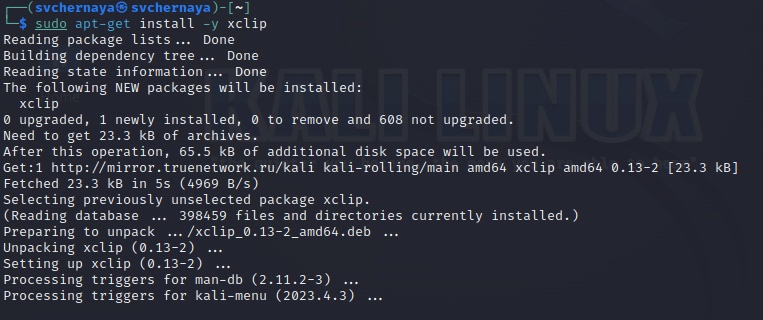 ┌──(svchernaya㉿svchernaya)-[~]
└─$ sudo apt-get install -y xclip
Reading package lists... Done
Building dependency tree... Done
Reading state information... Done
The following NEW packages will be installed:
  xclip
0 upgraded, 1 newly installed, 0 to remove and 608 not upgraded.
Need to get 23.3 kB of archives.
After this operation, 65.5 kB of additional disk space will be used.
Get:1 http://mirror.truenetwork.ru/kali kali-rolling/main amd64 xclip amd64 0.13-2 [23.3 kB]
Fetched 23.3 kB in 5s (4969 B/s)
Selecting previously unselected package xclip.
(Reading database ... 398459 files and directories currently installed.)
Preparing to unpack .../xclip_0.13-2_amd64.deb ...
Unpacking xclip (0.13-2) ...
Setting up xclip (0.13-2) ...
Processing triggers for man-db (2.11.2-3) ...
Processing triggers for kali-menu (2023.4.3) ...
KALI LINUX